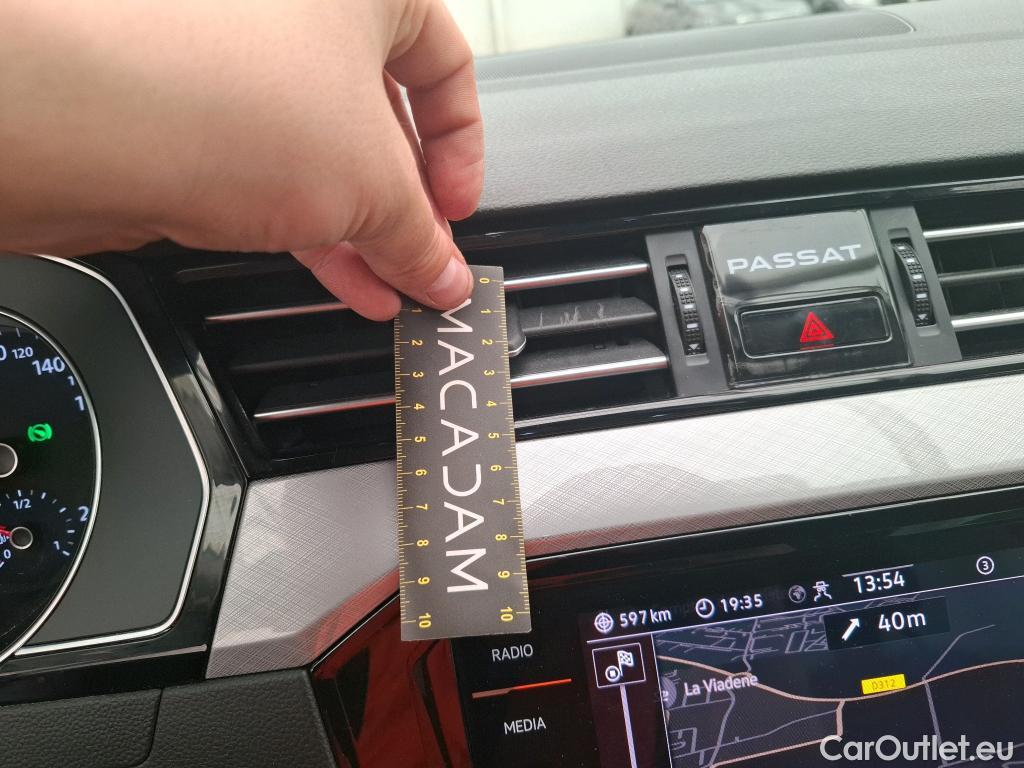 PASSAT
MACADAM
0
1 1
2 2
3 3
4 4
5 5
6 6
7 7
8 8
9 9
10 10
120
140
1/2
0
597 km
19:35
13:54
3
40m
La Viadene
D312
RADIO
MEDIA
CarOutlet.eu